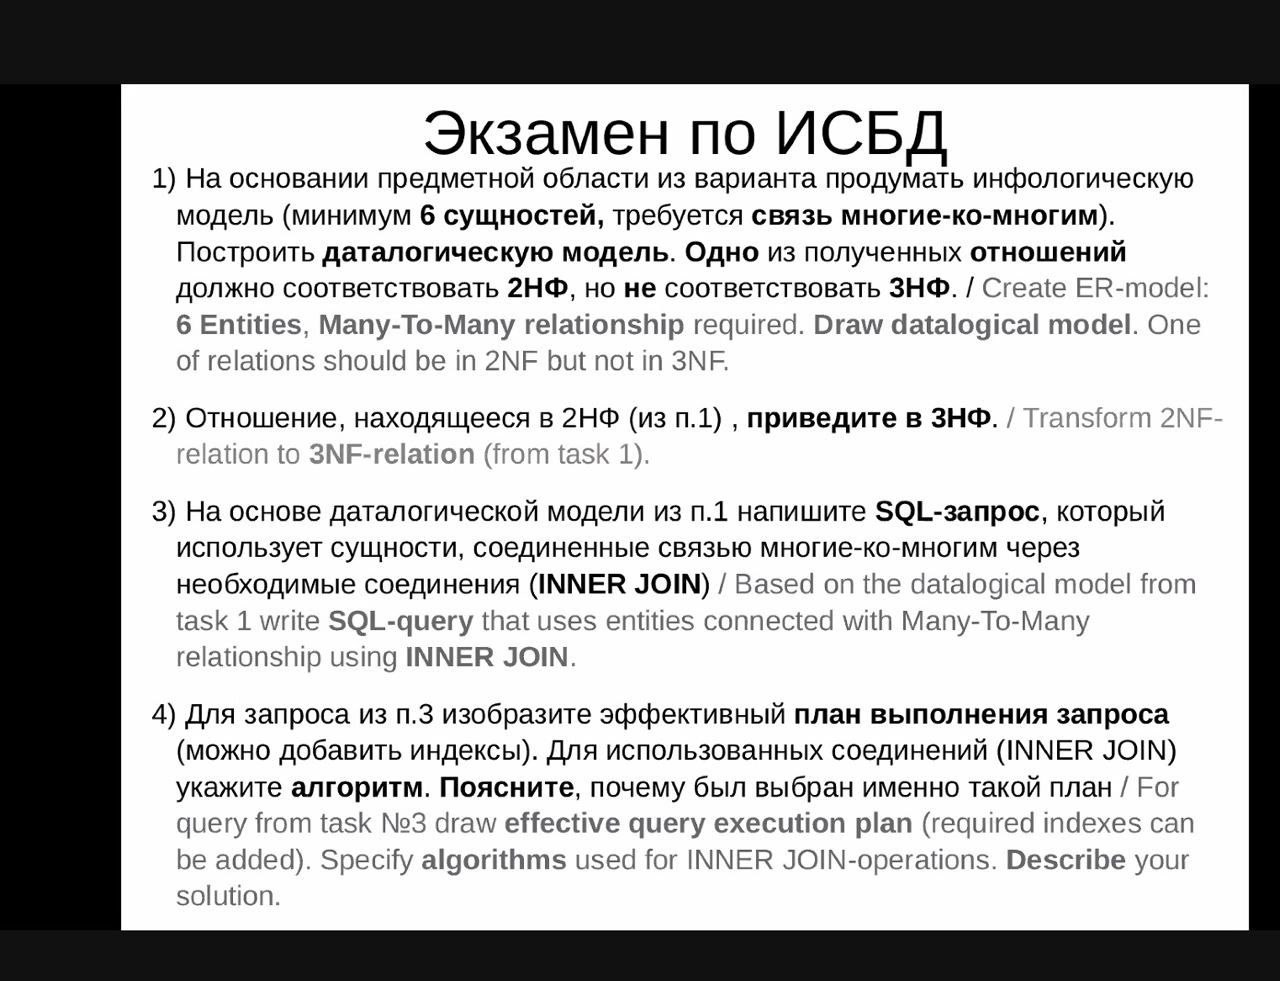 Экзамен по ИСБД
1) На основании предметной области из варианта продумать инфологическую
модель (минимум 6 сущностей, требуется связь многие-ко-многим).
Построить даталогическую модель. Одно из полученных отношений
должно соответствовать 2НФ, но не соответствовать 3НФ. / Create ER-model:
6 Entities, Many-To-Many relationship required. Draw datalogical model. One
of relations should be in 2NF but not in 3NF.
2) Отношение, находящееся в 2НФ (из п.1) , приведите в 3НФ. / Transform 2NF-
relation to 3NF-relation (from task 1).
3) На основе даталогической модели из п.1 напишите SQL-запрос, который
использует сущности, соединенные связью многие-ко-многим через
необходимые соединения (INNER JOIN) / Based on the datalogical model from
task 1 write SQL-query that uses entities connected with Many-To-Many
relationship using INNER JOIN.
4) Для запроса из п.3 изобразите эффективный план выполнения запроса
(можно добавить индексы). Для использованных соединений (INNER JOIN)
укажите алгоритм. Поясните, почему был выбран именно такой план / For
query from task №3 draw effective query execution plan (required indexes can
be added). Specify algorithms used for INNER JOIN-operations. Describe your
solution.